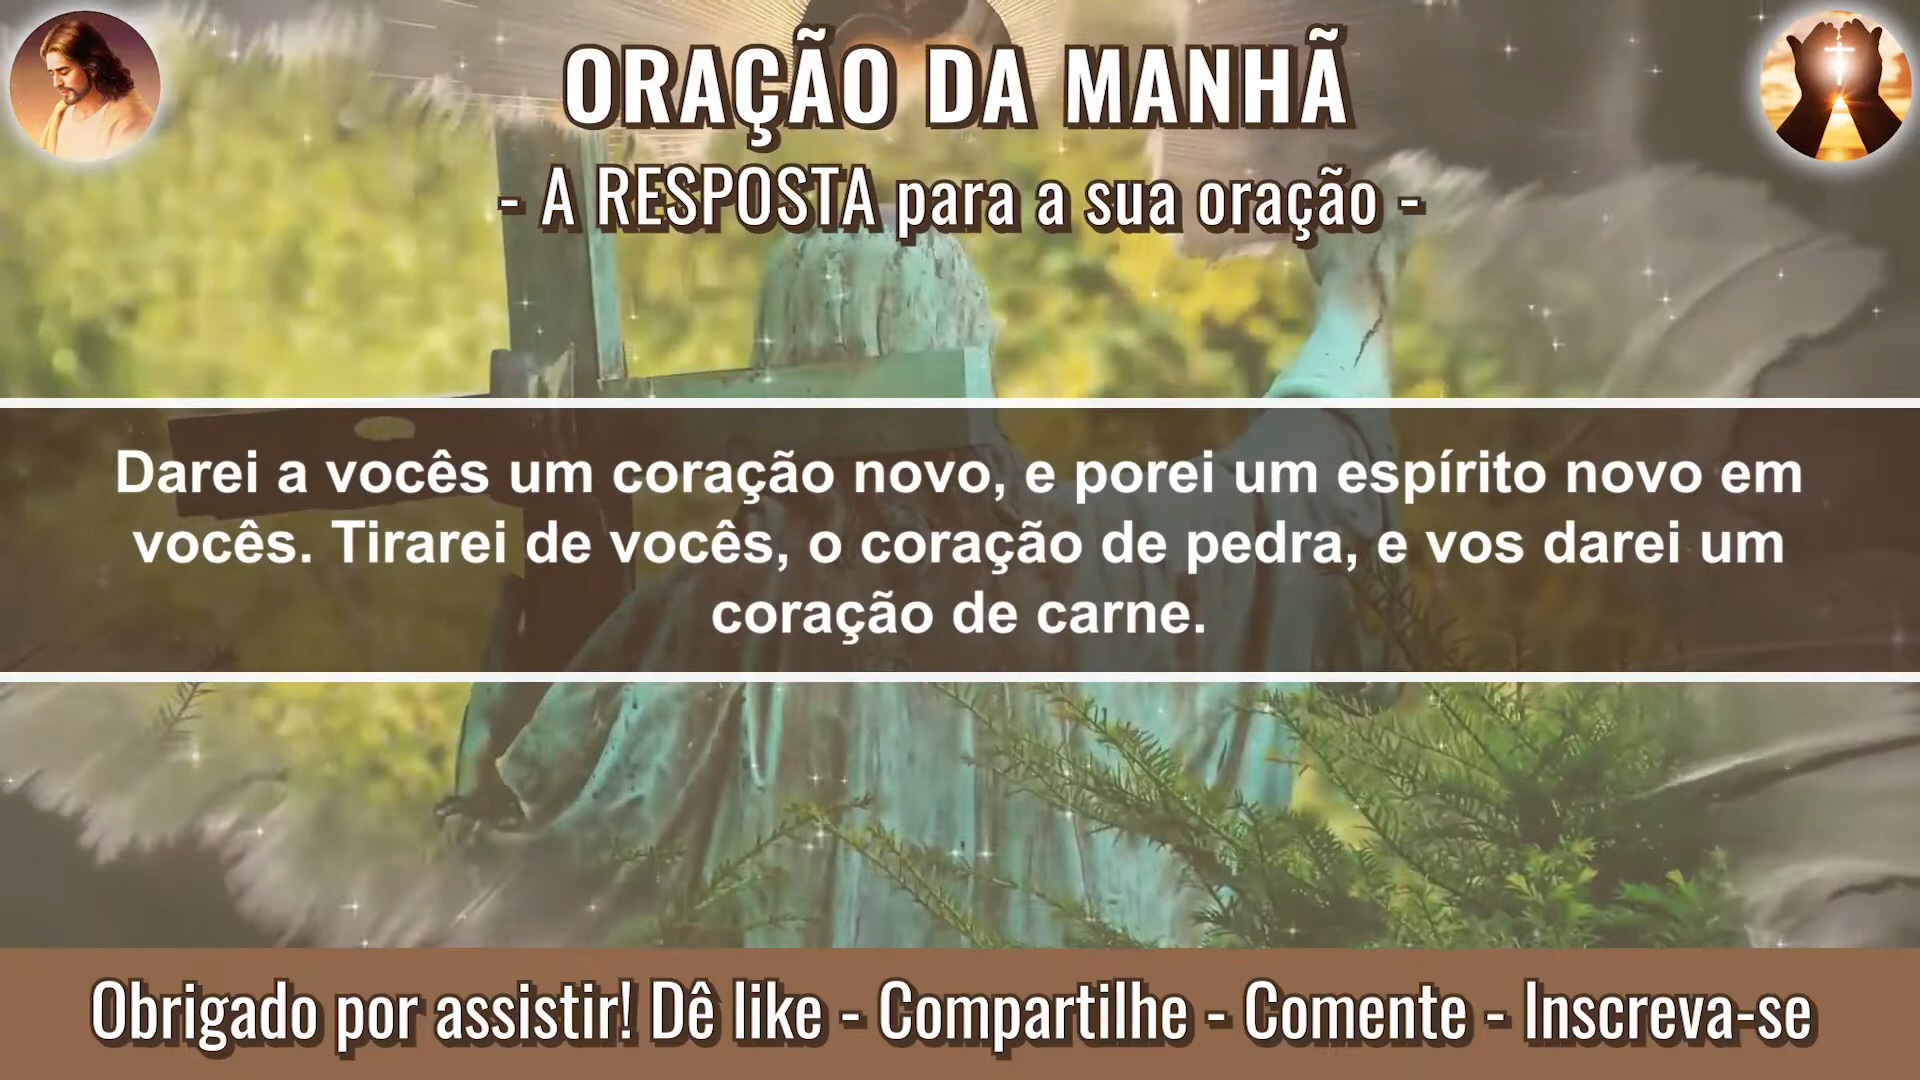 ORAÇÃO DA MANHÃ
- A RESPOSTA para a sua oração -
Darei a vocês um coração novo, e porei um espírito novo em
vocês. Tirarei de vocês, o coração de pedra, e vos darei um
coração de carne.
Obrigado por assistir! Dê like - Compartilhe - Comente - Inscreva-se